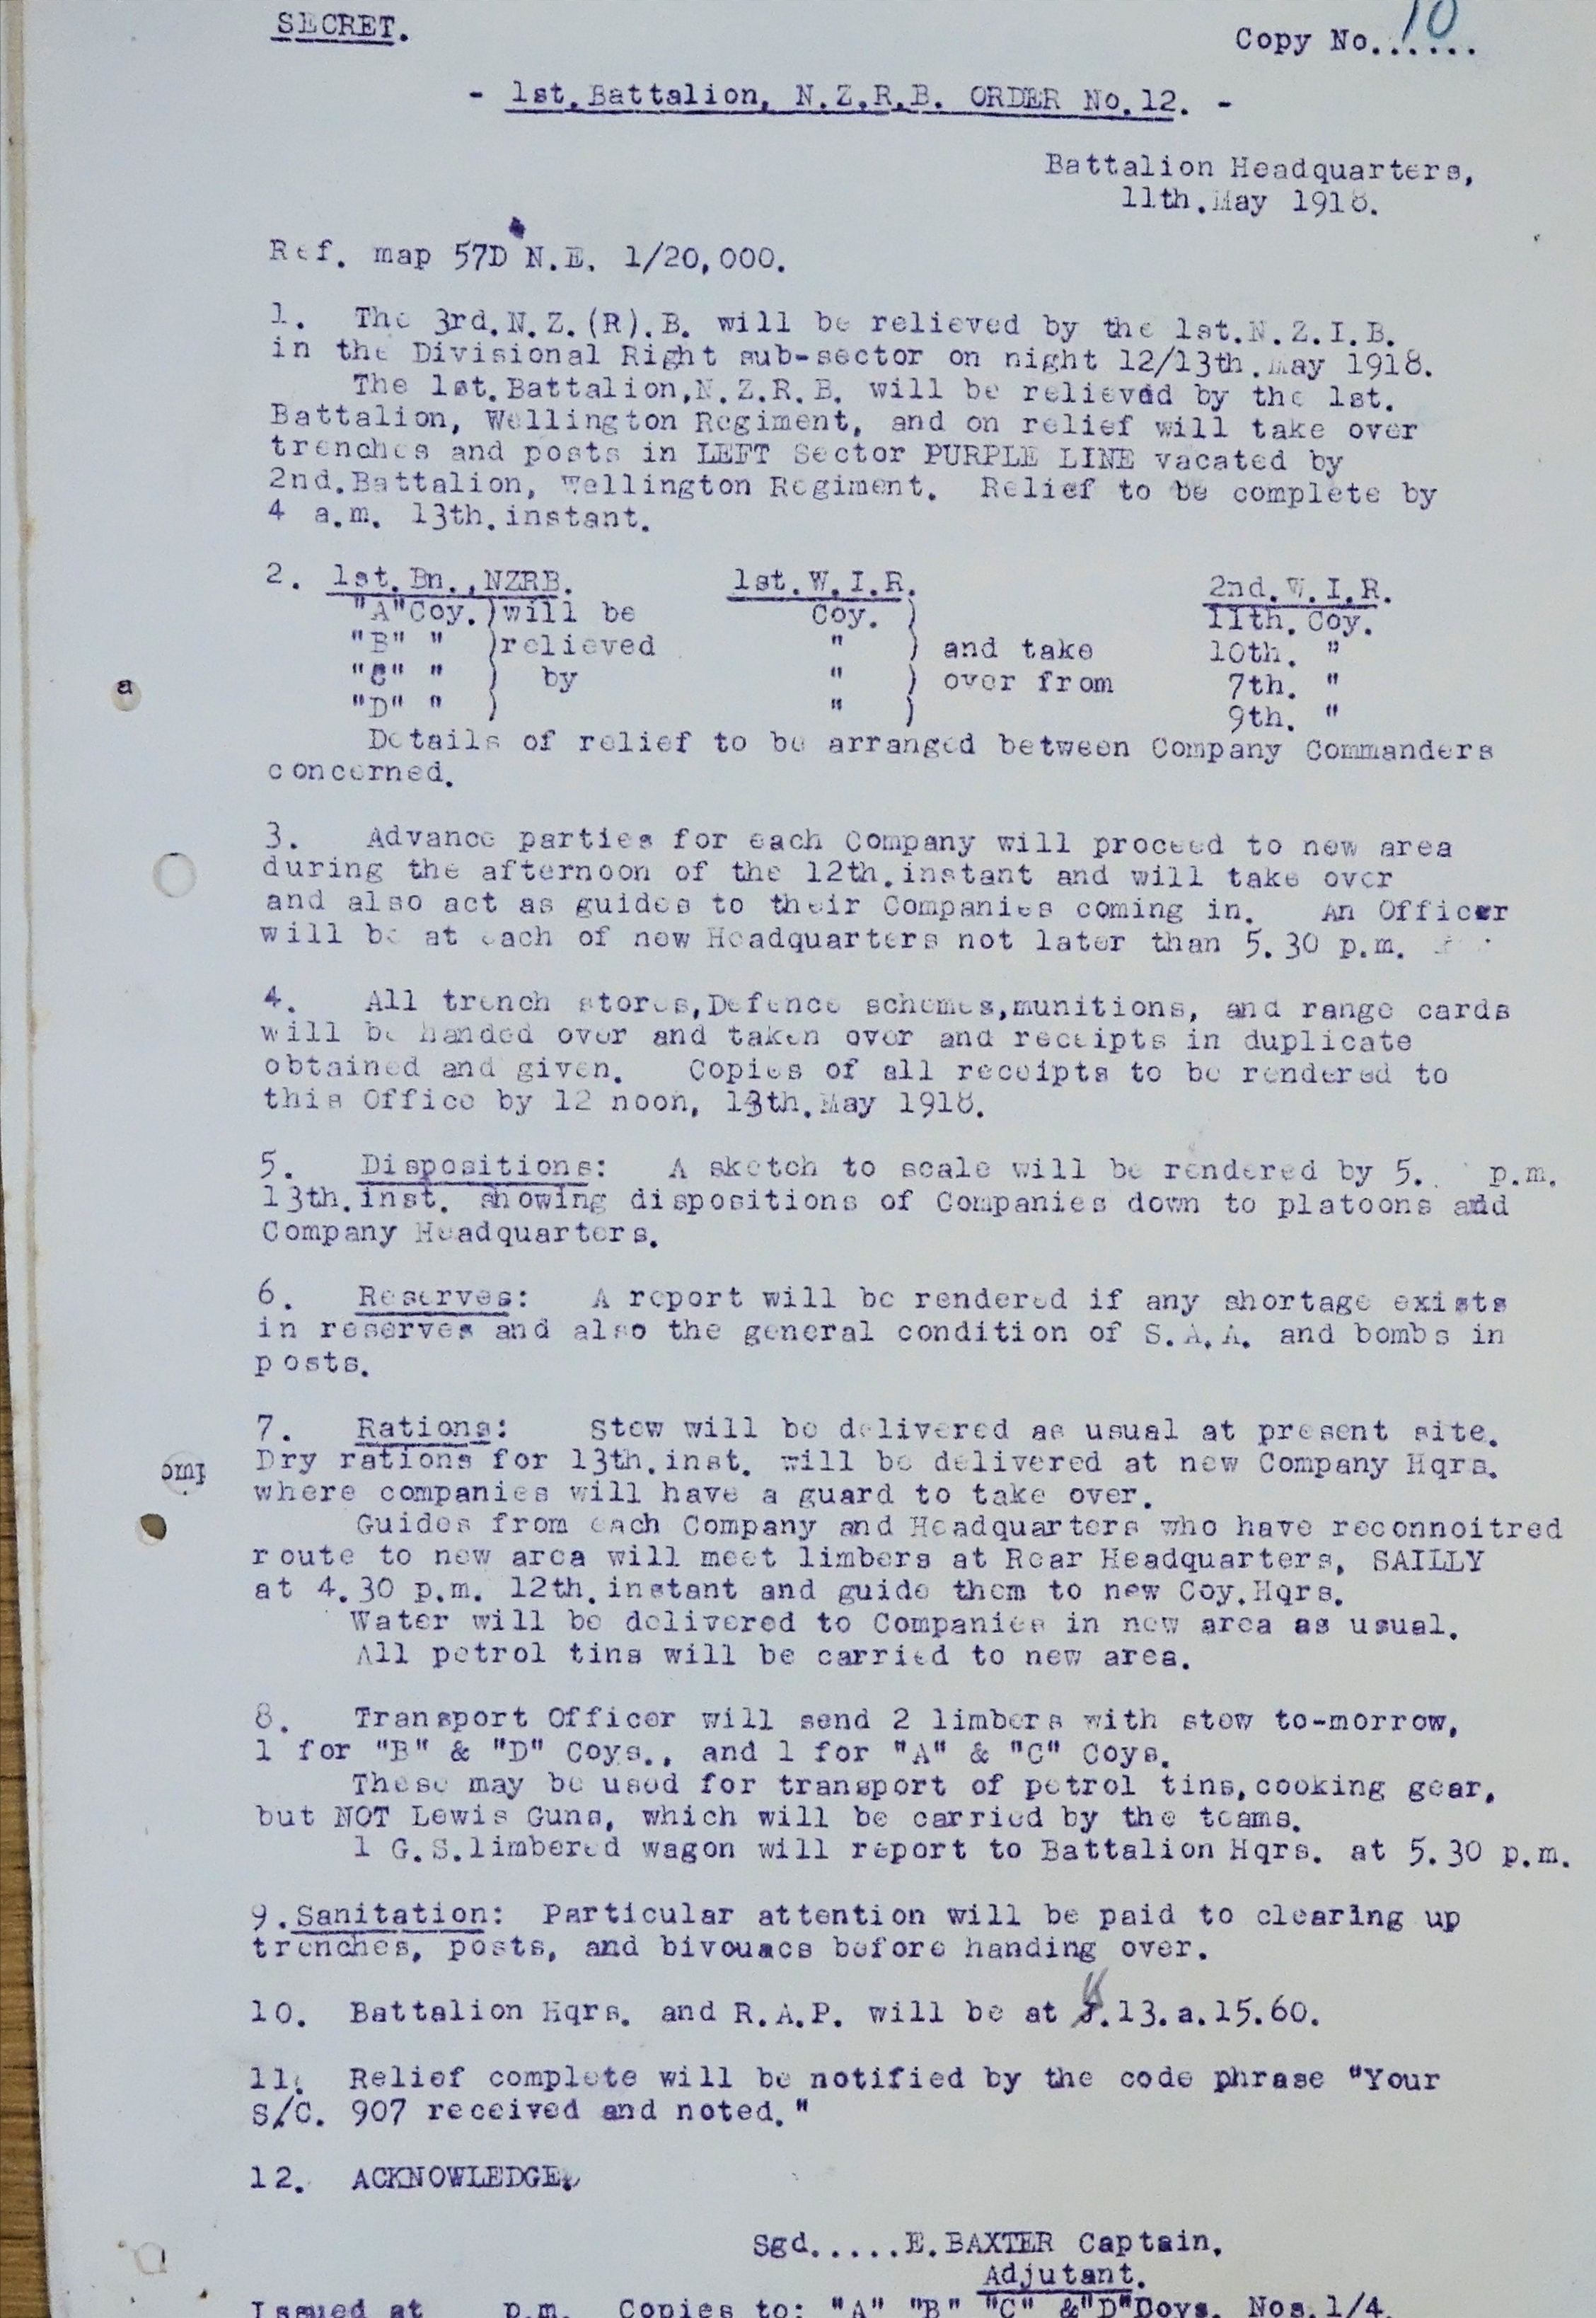 SECRET.
Copy No.10.....
- 1st.Battalion, N.Z.R.B. ORDER No.12. -
Battalion Headquarters,
11th.May 1918.
Ref. map 57D N.E. 1/20,000.
1. The 3rd.N.Z.(R).B. will be relieved by the 1st.N.Z.I.B.
in the Divisional Right sub-sector on night 12/13th.May 1918.
The 1st.Battalion,N.Z.R.B. will be relieved by the 1st.
Battalion, Wellington Regiment, and on relief will take over
trenches and posts in LEFT Sector PURPLE LINE vacated by
2nd.Battalion, Wellington Regiment. Relief to be complete by
4 a.m. 13th.instant.
2. 1st.Bn.,NZRB. 1st.W.I.R. 2nd.W.I.R.
"A"Coy.)will be Coy. ) 11th. Coy.
"B" " )relieved " ) and take 10th. "
"C" " ) by " ) over from 7th. "
"D" " ) " ) 9th. "
Details of relief to be arranged between Company Commanders
concerned.
3. Advance parties for each Company will proceed to new area
during the afternoon of the 12th.instant and will take over
and also act as guides to their Companies coming in. An Officer
will be at each of new Headquarters not later than 5.30 p.m.
4. All trench stores,Defence schemes,munitions, and range cards
will be handed over and taken over and receipts in duplicate
obtained and given. Copies of all receipts to be rendered to
this Office by 12 noon, 13th.May 1918.
5. Dispositions: A sketch to scale will be rendered by 5. p.m.
13th.inst. showing dispositions of Companies down to platoons and
Company Headquarters.
6. Reserves: A report will be rendered if any shortage exists
in reserves and also the general condition of S.A.A. and bombs in
posts.
7. Rations: Stew will be delivered as usual at present site.
Dry rations for 13th.inst. will be delivered at new Company Hqrs.
where companies will have a guard to take over.
Guides from each Company and Headquarters who have reconnoitred
route to new area will meet limbers at Rear Headquarters, SAILLY
at 4.30 p.m. 12th.instant and guide them to new Coy.Hqrs.
Water will be delivered to Companies in new area as usual.
All petrol tins will be carried to new area.
8. Transport Officer will send 2 limbers with stew to-morrow,
1 for "B" & "D" Coys., and 1 for "A" & "C" Coys.
These may be used for transport of petrol tins,cooking gear,
but NOT Lewis Guns, which will be carried by the teams.
1 G.S.limbered wagon will report to Battalion Hqrs. at 5.30 p.m.
9.Sanitation: Particular attention will be paid to clearing up
trenches, posts, and bivouacs before handing over.
10. Battalion Hqrs. and R.A.P. will be at .13.a.15.60.
11. Relief complete will be notified by the code phrase "Your
S/C. 907 received and noted."
12. ACKNOWLEDGE.
Sgd.....E.BAXTER Captain.
Adjutant.
Issued at p.m. Copies to: "A" "B" "C" &"D"Coys. Nos.1/4.